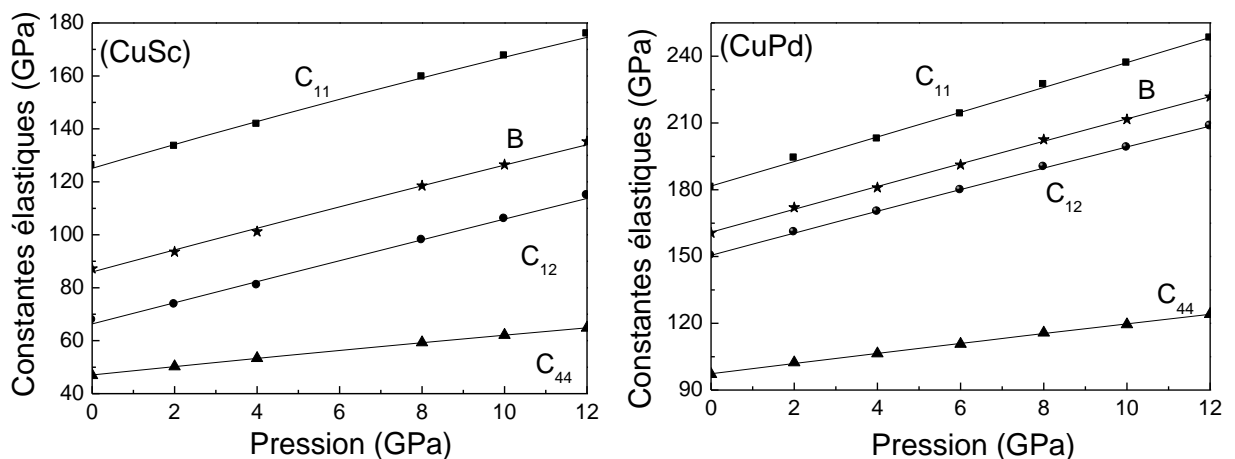 (CuSc)
Constantes élastiques (GPa)
180
160
140
120
100
80
60
40
C11
B
C12
C44
0 2 4 6 8 10 12
Pression (GPa)
(CuPd)
Constantes élastiques (GPa)
240
210
180
150
120
90
C11
B
C12
C44
0 2 4 6 8 10 12
Pression (GPa)